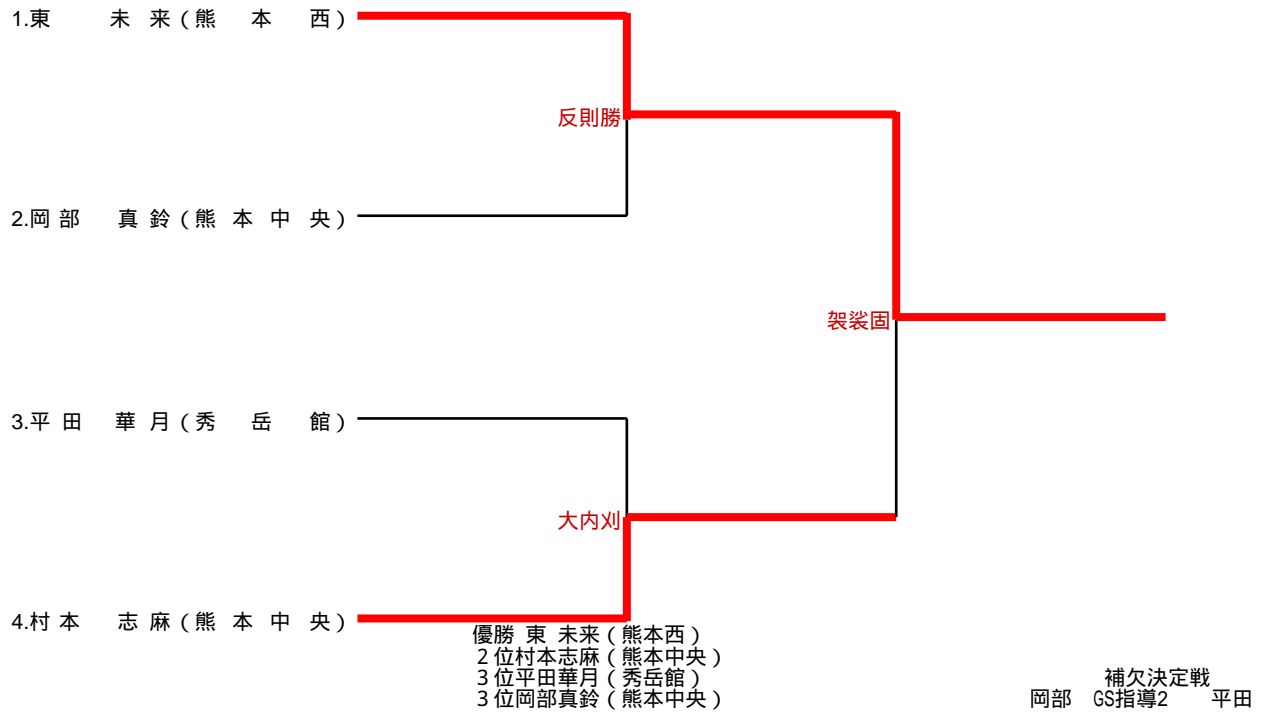 1.東 未 来 ( 熊 本 西 )
反則勝
2.岡 部 真 鈴 ( 熊 本 中 央 )
袈裟固
3.平 田 華 月 ( 秀 岳 館 )
大内刈
4.村 本 志 麻 ( 熊 本 中 央 )
優勝 東 未来 ( 熊本西 )
２位村本志麻 ( 熊本中央 )
３位平田華月 ( 秀岳館 )
３位岡部真鈴 ( 熊本中央 )
補欠決定戦
岡部 GS指導2 平田